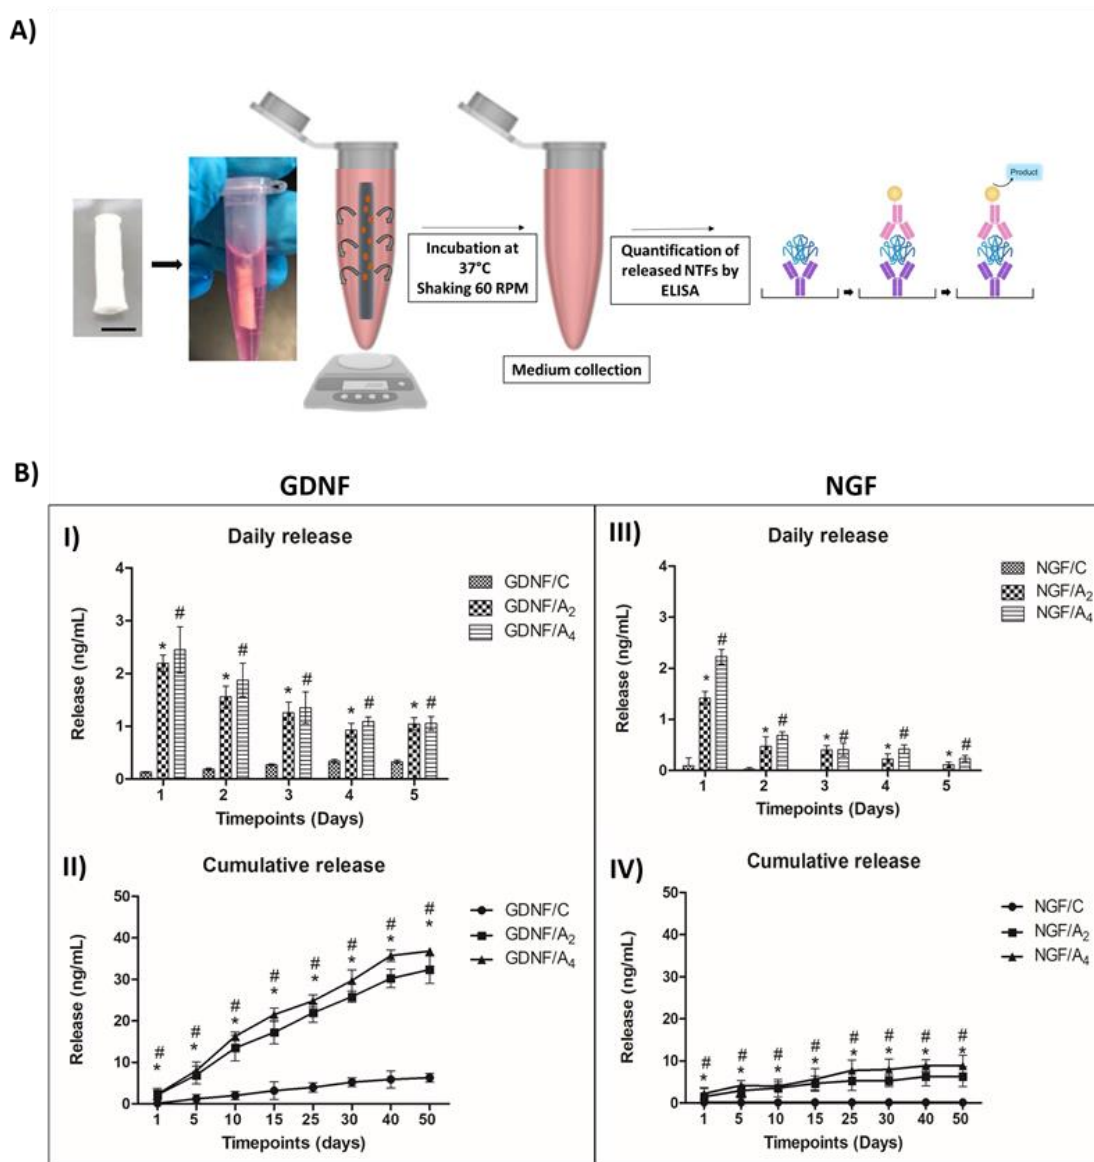 A)
Product
Incubation at
37°C
Shaking 60 RPM
Quantification of
released NTFs by
ELISA
Medium collection
B)
GDNF
NGF
I)
Daily release
Release (ng/mL)
4
3
2
1
0
* # * # * # * # * #
1 2 3 4 5
Timepoints (Days)
GDNF/C
GDNF/A₂
GDNF/A₄
III)
Daily release
Release (ng/mL)
4
3
2
1
0
* # * # * # * # * #
1 2 3 4 5
Timepoints (Days)
NGF/C
NGF/A₂
NGF/A₄
II)
Cumulative release
Release (ng/mL)
50
40
30
20
10
0
# # # # # # # #
* * * * * * * *
1 5 10 15 25 30 40 50
Timepoints (days)
GDNF/C
GDNF/A₂
GDNF/A₄
IV)
Cumulative release
Release (ng/mL)
50
40
30
20
10
0
# # # # # # # #
* * * * * * * *
1 5 10 15 25 30 40 50
Timepoints (Days)
NGF/C
NGF/A₂
NGF/A₄